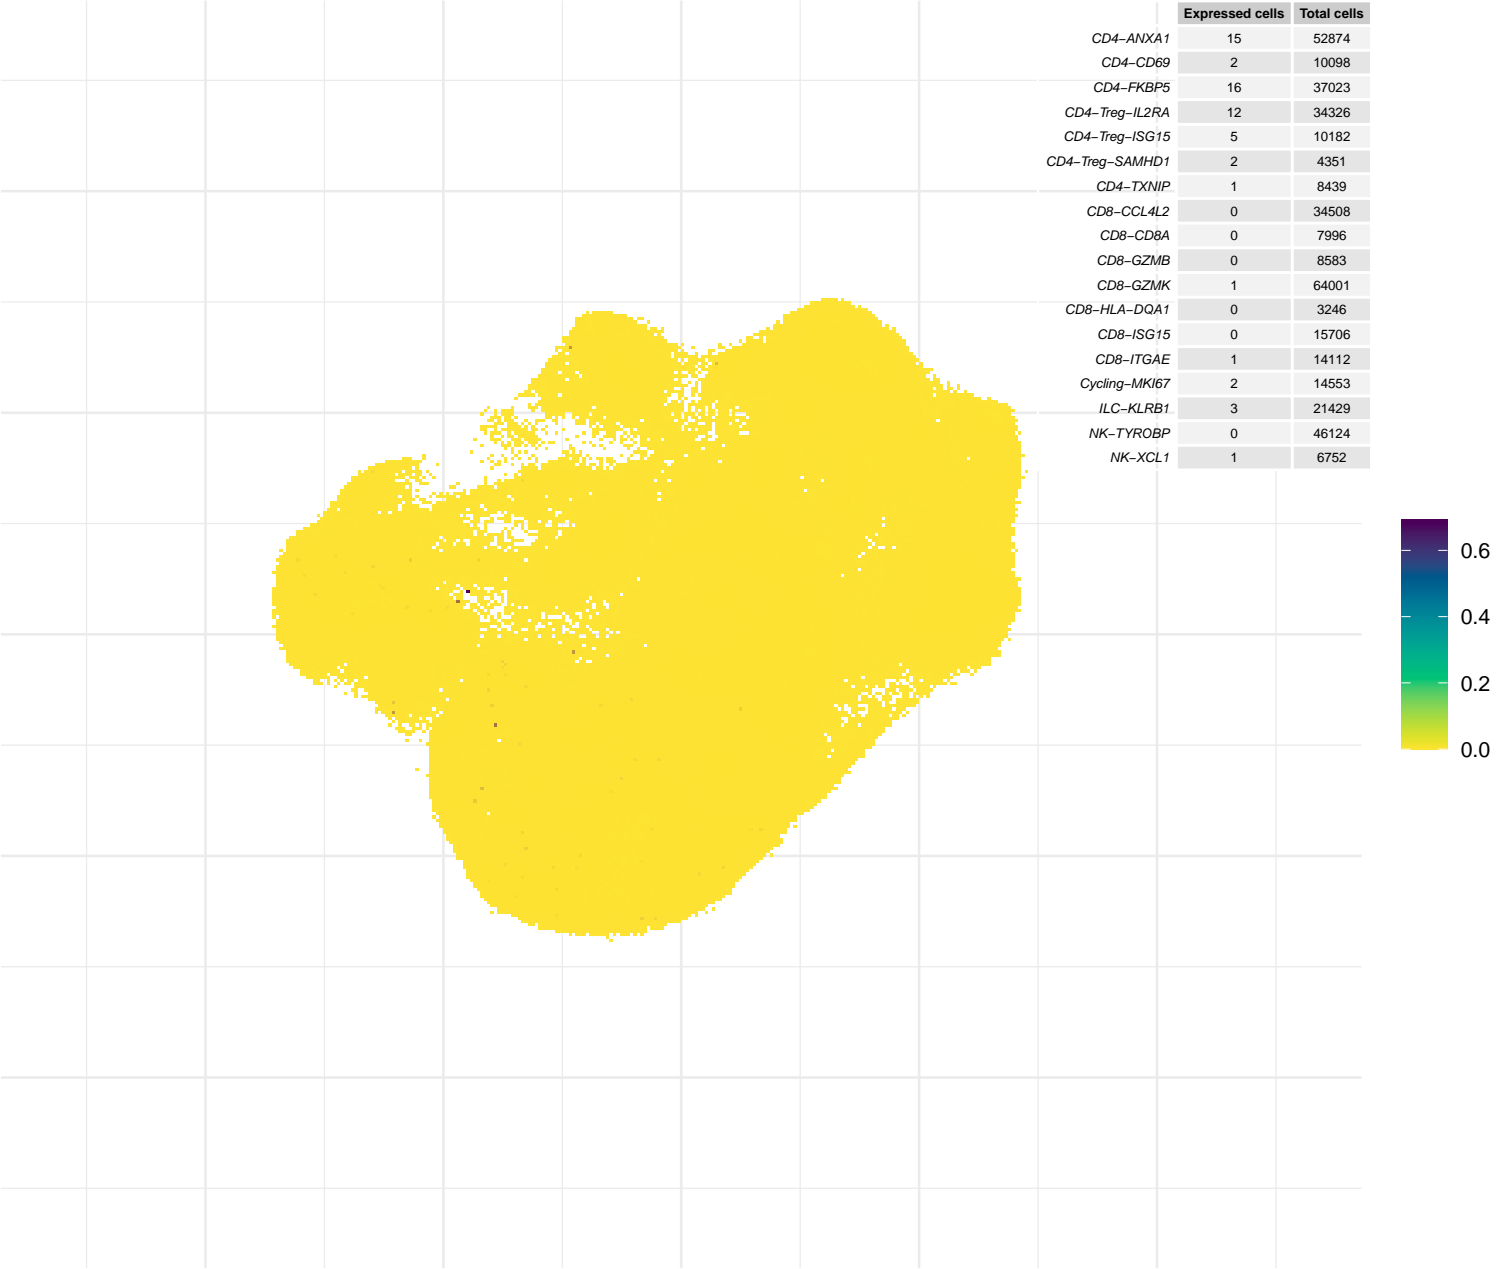 Expressed cells Total cells
CD4−ANXA1 15 52874
CD4−CD69 2 10098
CD4−FKBP5 16 37023
CD4−Treg−IL2RA 12 34326
CD4−Treg−ISG15 5 10182
CD4−Treg−SAMHD1 2 4351
CD4−TXNIP 1 8439
CD8−CCL4L2 0 34508
CD8−CD8A 0 7996
CD8−GZMB 0 8583
CD8−GZMK 1 64001
CD8−HLA−DQA1 0 3246
CD8−ISG15 0 15706
CD8−ITGAE 1 14112
Cycling−MKI67 2 14553
ILC−KLRB1 3 21429
NK−TYROBP 0 46124
NK−XCL1 1 6752
0.6
0.4
0.2
0.0